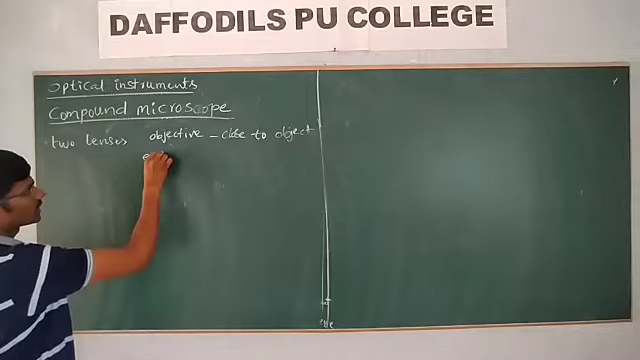 DAFFODILS PU COLLEGE
Optical instruments
Compound microscope
two lenses objective - close to object
e